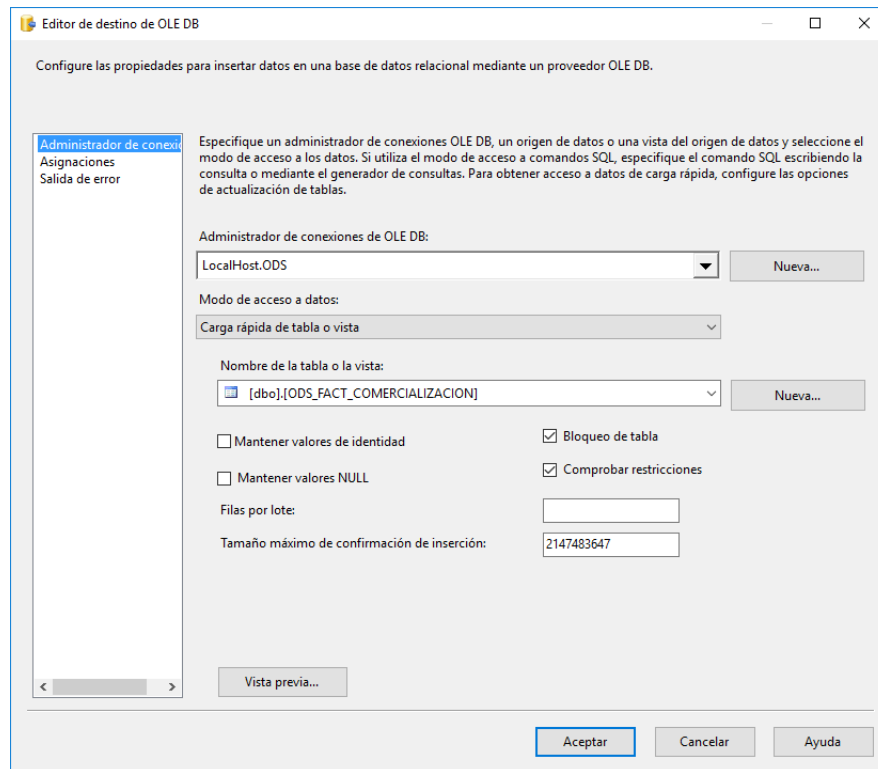 Editor de destino de OLE DB
Configure las propiedades para insertar datos en una base de datos relacional mediante un proveedor OLE DB.
Administrador de conexio
Asignaciones
Salida de error
Especifique un administrador de conexiones OLE DB, un origen de datos o una vista del origen de datos y seleccione el
modo de acceso a los datos. Si utiliza el modo de acceso a comandos SQL, especifique el comando SQL escribiendo la
consulta o mediante el generador de consultas. Para obtener acceso a datos de carga rápida, configure las opciones
de actualización de tablas.
Administrador de conexiones de OLE DB:
LocalHost.ODS
Nueva...
Modo de acceso a datos:
Carga rápida de tabla o vista
Nombre de la tabla o la vista:
[dbo].[ODS_FACT_COMERCIALIZACION]
Nueva...
Mantener valores de identidad
Bloqueo de tabla
Mantener valores NULL
Comprobar restricciones
Filas por lote:
Tamaño máximo de confirmación de inserción:
2147483647
Vista previa...
Aceptar
Cancelar
Ayuda